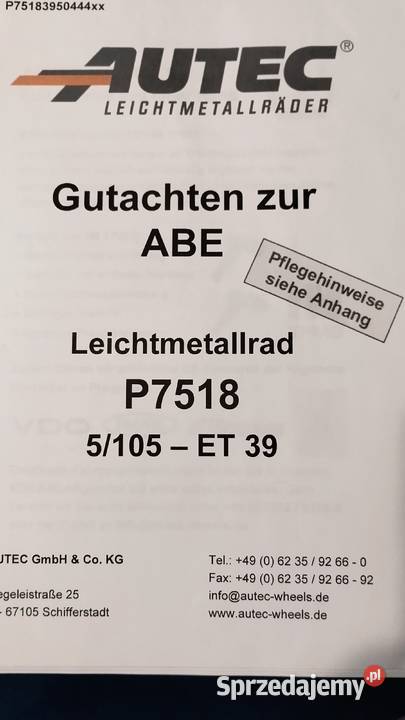 P75183950444xx
AUTEC®
LEICHTMETALLRÄDER
Gutachten zur
ABE
Pflegehinweise
siehe Anhang
Leichtmetallrad
P7518
5/105 – ET 39
UTEC GmbH & Co. KG
egeleistraße 25
- 67105 Schifferstadt
Tel.: +49 (0) 62 35 / 92 66 - 0
Fax: +49 (0) 62 35 / 92 66 - 92
info@autec-wheels.de
www.autec-wheels.de
Sprzedajemy.pl